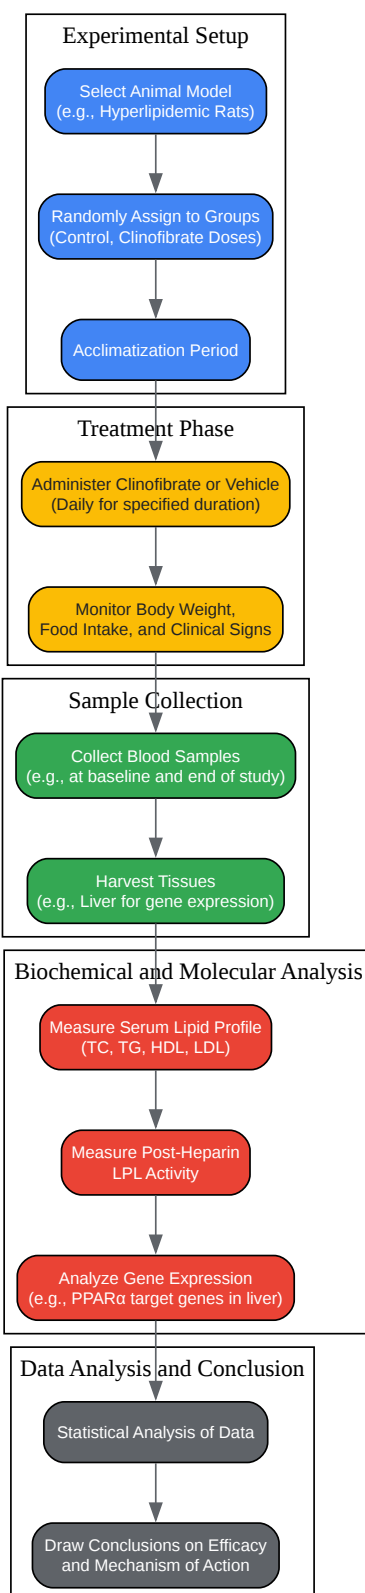 Experimental Setup
Select Animal Model
(e.g., Hyperlipidemic Rats)
Randomly Assign to Groups
(Control, Clinofibrate Doses)
Acclimatization Period
Treatment Phase
Administer Clinofibrate or Vehicle
(Daily for specified duration)
Monitor Body Weight,
Food Intake, and Clinical Signs
Sample Collection
Collect Blood Samples
(e.g., at baseline and end of study)
Harvest Tissues
(e.g., Liver for gene expression)
Biochemical and Molecular Analysis
Measure Serum Lipid Profile
(TC, TG, HDL, LDL)
Measure Post-Heparin
LPL Activity
Analyze Gene Expression
(e.g., PPARα target genes in liver)
Data Analysis and Conclusion
Statistical Analysis of Data
Draw Conclusions on Efficacy
and Mechanism of Action